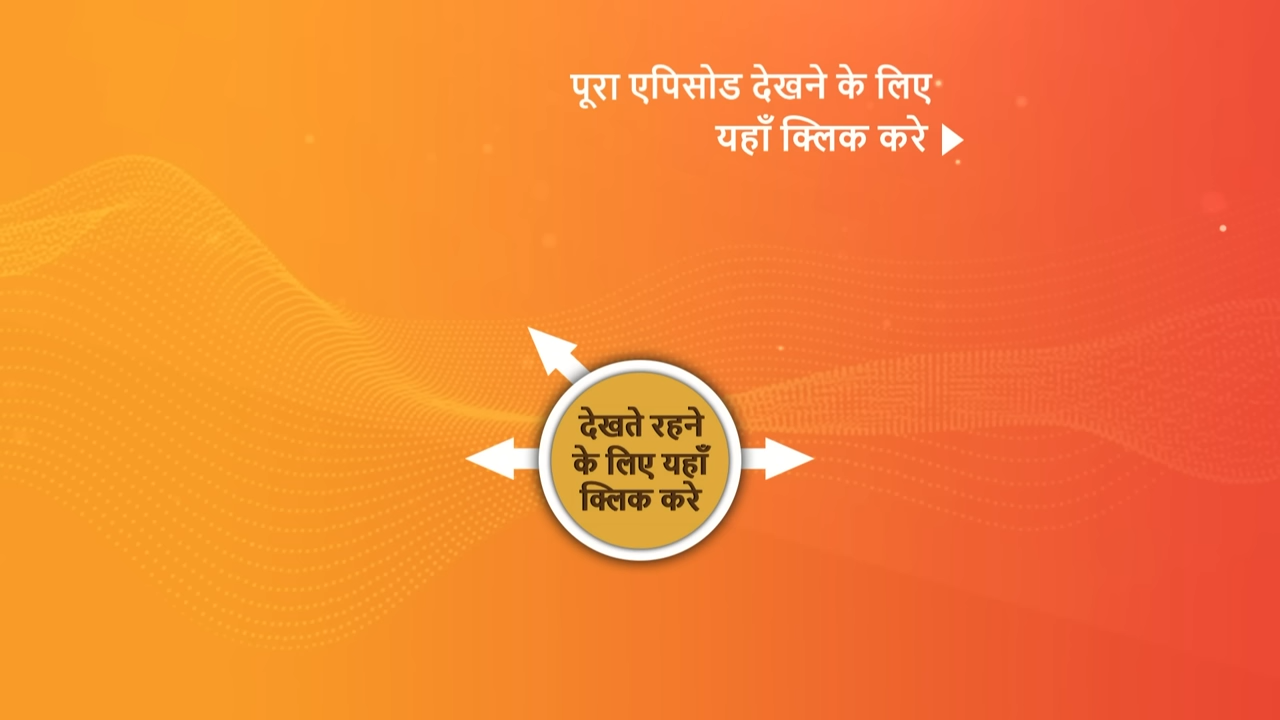 पूरा एपिसोड देखने के लिए
यहाँ क्लिक करे
देखते रहने
के लिए यहाँ
क्लिक करे